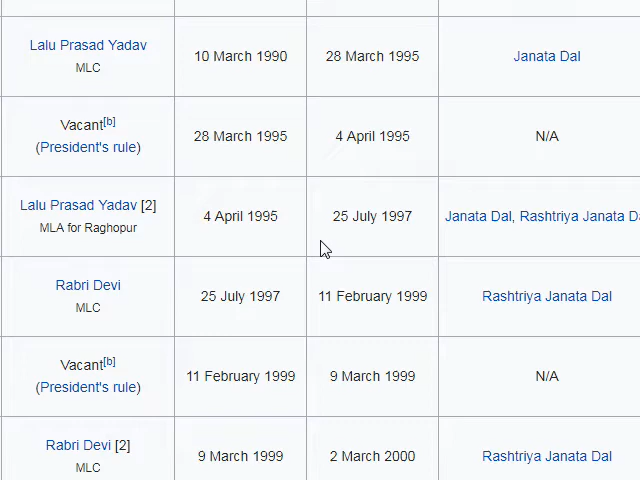 Lalu Prasad Yadav
MLC
10 March 1990
28 March 1995
Janata Dal
Vacant[b]
(President's rule)
28 March 1995
4 April 1995
N/A
Lalu Prasad Yadav [2]
MLA for Raghopur
4 April 1995
25 July 1997
Janata Dal, Rashtriya Janata Da
Rabri Devi
MLC
25 July 1997
11 February 1999
Rashtriya Janata Dal
Vacant[b]
(President's rule)
11 February 1999
9 March 1999
N/A
Rabri Devi [2]
MLC
9 March 1999
2 March 2000
Rashtriya Janata Dal